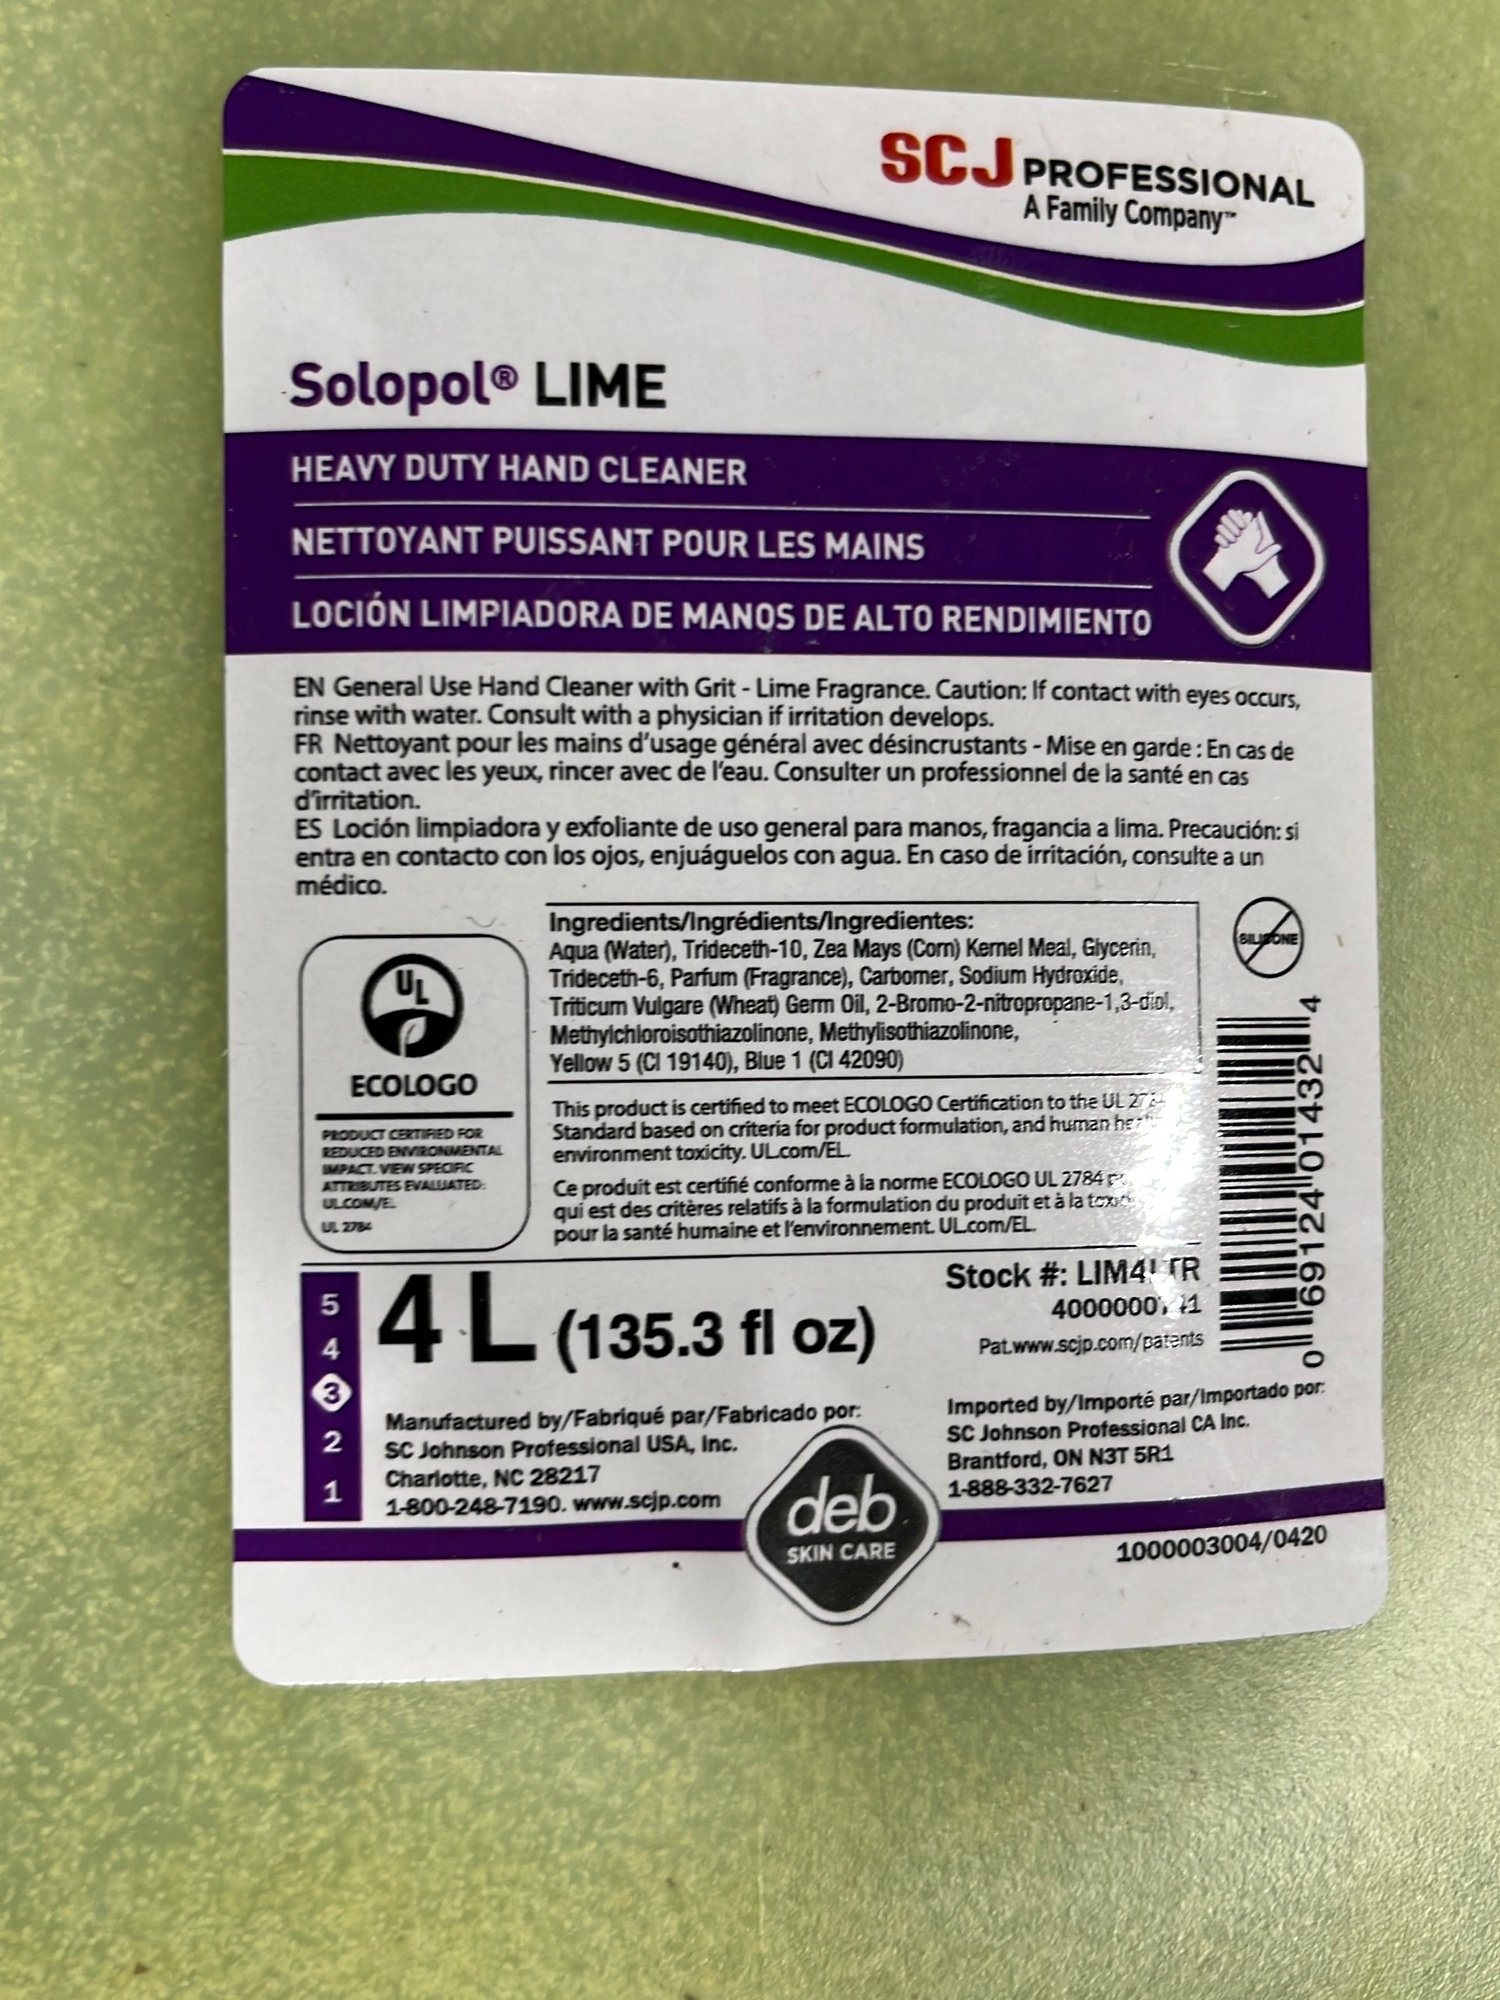 SCJ PROFESSIONAL
A Family Company™
Solopol® LIME
HEAVY DUTY HAND CLEANER
NETTOYANT PUISSANT POUR LES MAINS
LOCIÓN LIMPIADORA DE MANOS DE ALTO RENDIMIENTO
EN General Use Hand Cleaner with Grit - Lime Fragrance. Caution: If contact with eyes occurs,
rinse with water. Consult with a physician if irritation develops.
FR Nettoyant pour les mains d'usage général avec désincrustants - Mise en garde : En cas de
contact avec les yeux, rincer avec de l'eau. Consulter un professionnel de la santé en cas
d'irritation.
ES Loción limpiadora y exfoliante de uso general para manos, fragancia a lima. Precaución: si
entra en contacto con los ojos, enjuáguelos con agua. En caso de irritación, consulte a un
médico.
UL
ECOLOGO
PRODUCT CERTIFIED FOR
REDUCED ENVIRONMENTAL
IMPACT. VIEW SPECIFIC
ATTRIBUTES EVALUATED:
UL.COM/EL
UL 2784
Ingredients/Ingrédients/Ingredientes:
Aqua (Water), Trideceth-10, Zea Mays (Corn) Kernel Meal, Glycerin,
Trideceth-6, Parfum (Fragrance), Carbomer, Sodium Hydroxide,
Triticum Vulgare (Wheat) Germ Oil, 2-Bromo-2-nitropropane-1,3-diol,
Methylchloroisothiazolinone, Methylisothiazolinone,
Yellow 5 (CI 19140), Blue 1 (CI 42090)
SILICONE
This product is certified to meet ECOLOGO Certification to the UL
Standard based on criteria for product formulation, and human
environment toxicity. UL.com/EL.
Ce produit est certifié conforme à la norme ECOLOGO UL 2784
qui est des critères relatifs à la formulation du produit et à la
pour la santé humaine et l'environnement. UL.com/EL.
0 69124 01432 4
5
4
3
2
1
4 L (135.3 fl oz)
Stock #: LIM4LTR
Pat.www.scjp.com/patents
Manufactured by/Fabriqué par/Fabricado por:
SC Johnson Professional USA, Inc.
Charlotte, NC 28217
1-800-248-7190. www.scjp.com
Imported by/Importé par/Importado por:
SC Johnson Professional CA Inc.
Brantford, ON N3T 5R1
1-888-332-7627
deb
SKIN CARE
1000003004/0420